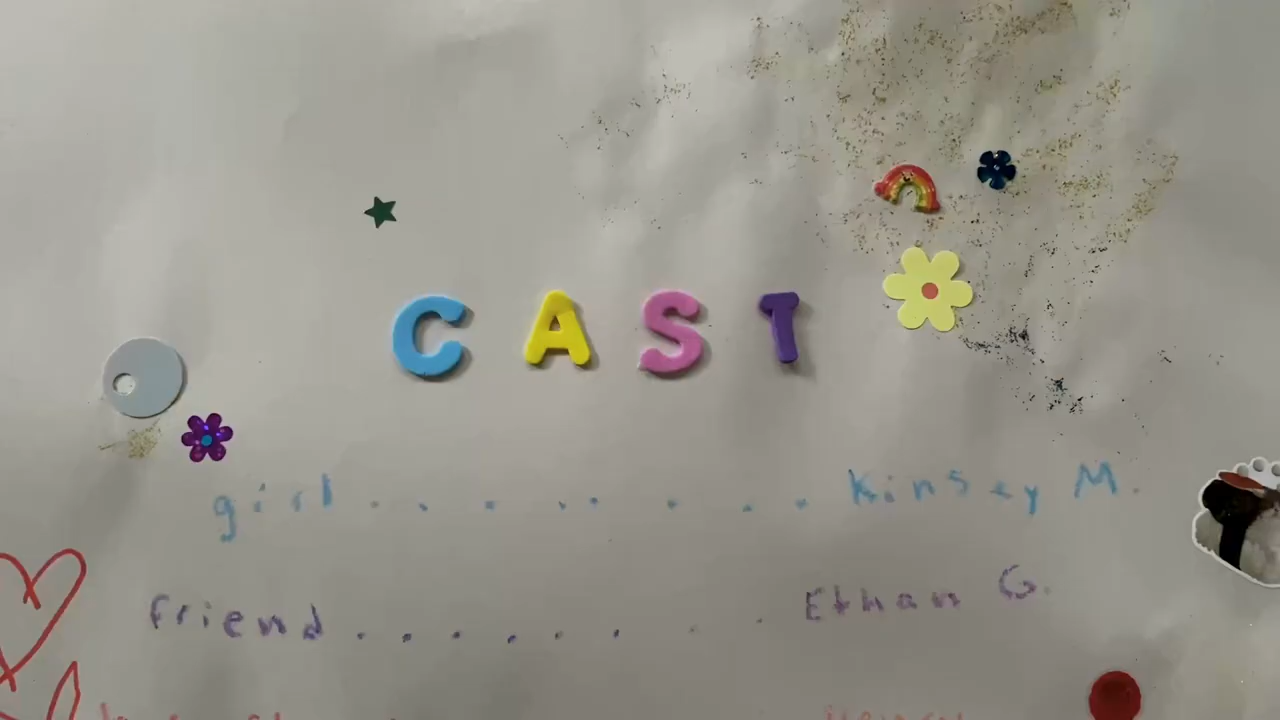 CAST
girl . . . . . . . . . Kinsey M.
friend . . . . . . . . Ethan G.